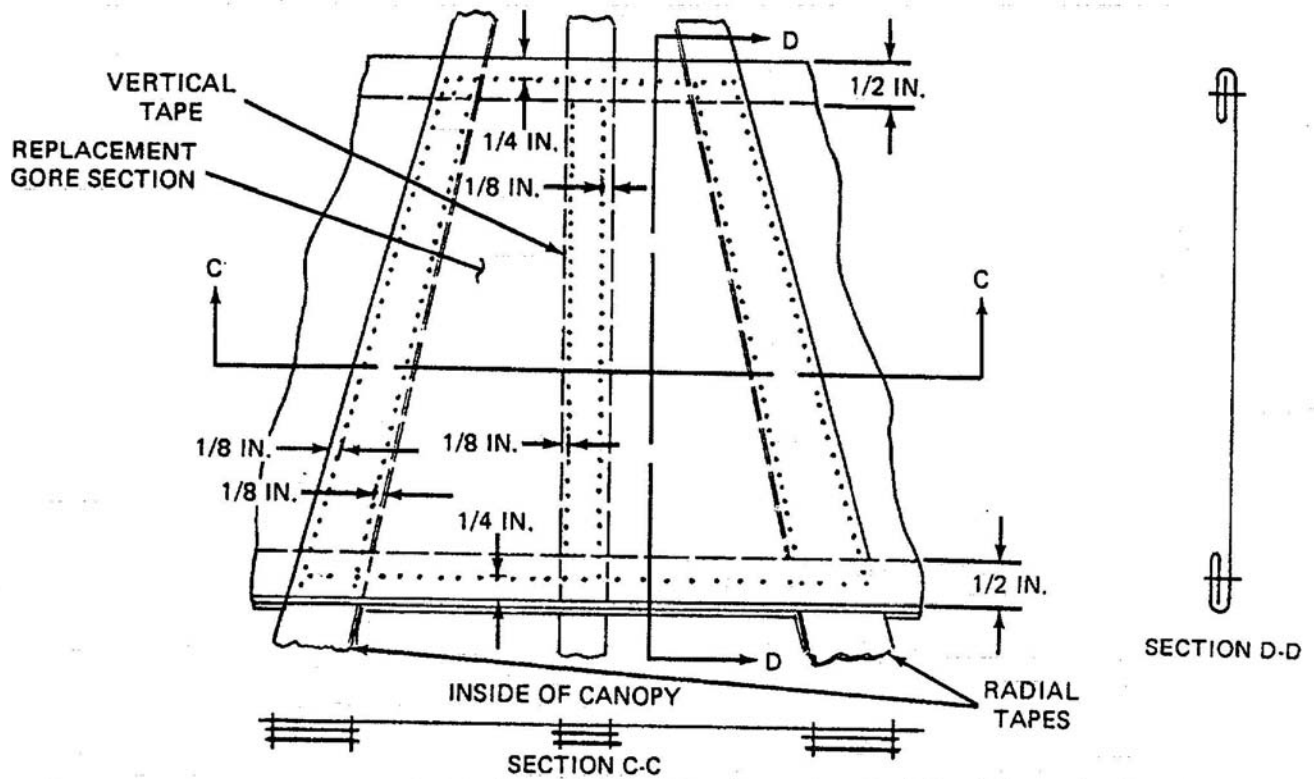 D
1/2 IN.
VERTICAL
TAPE
1/4 IN.
REPLACEMENT
GORE SECTION
1/8 IN.
C
C
1/8 IN.
1/8 IN.
1/8 IN.
1/4 IN.
1/2 IN.
D
SECTION D-D
INSIDE OF CANOPY
RADIAL
TAPES
SECTION C-C